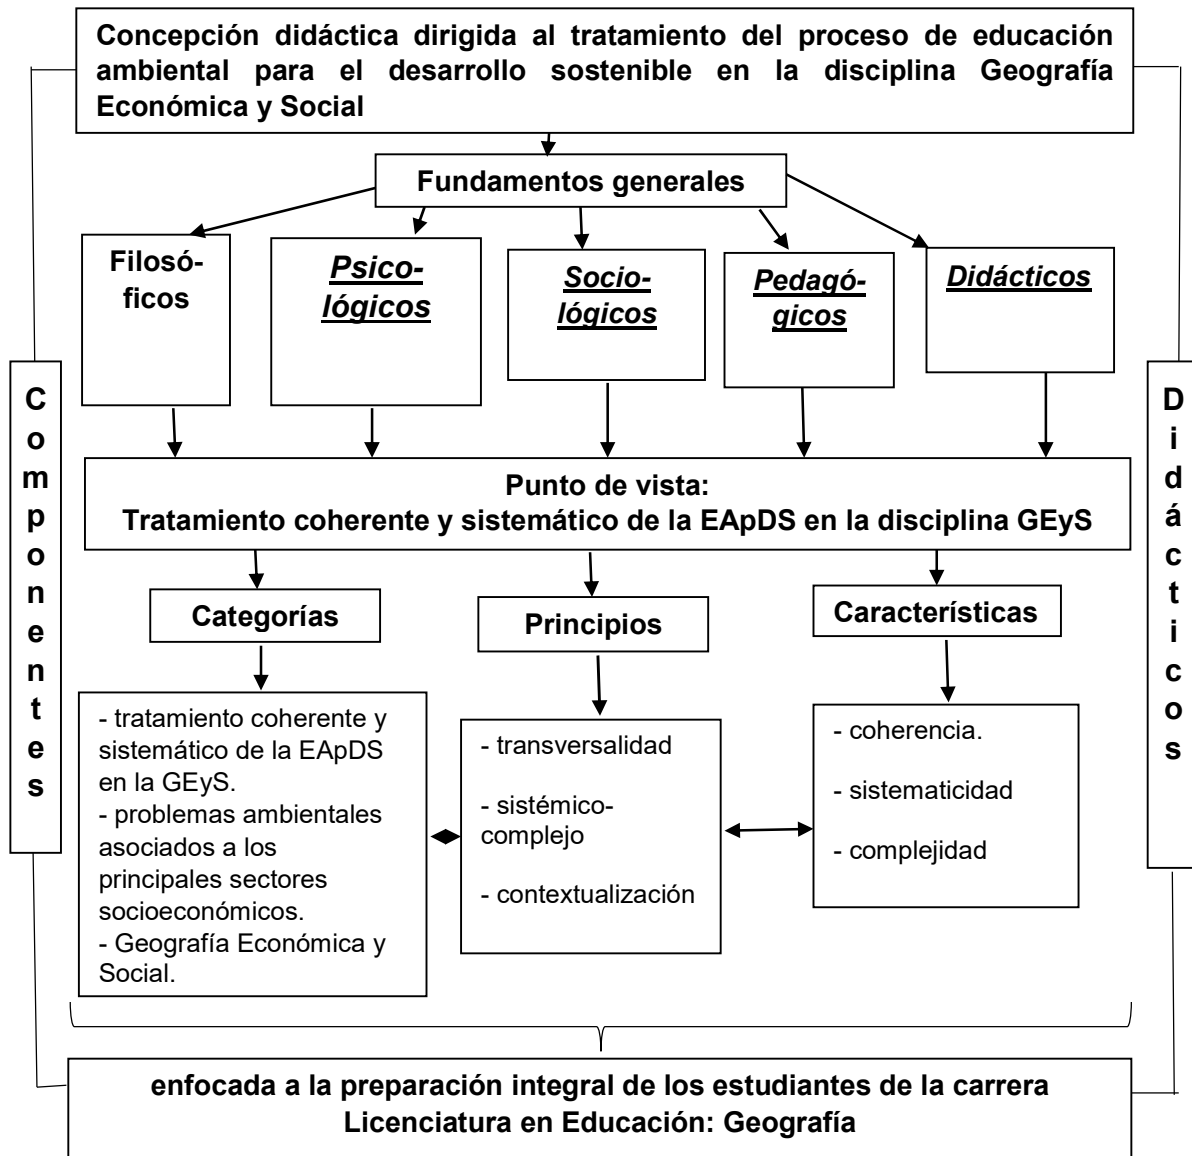 Concepción didáctica dirigida al tratamiento del proceso de educación
ambiental para el desarrollo sostenible en la disciplina Geografía
Económica y Social
Fundamentos generales
Filosó-
ficos
Psico-
lógicos
Socio-
lógicos
Pedagó-
gicos
Didácticos
Componentes
Didácticos
Punto de vista:
Tratamiento coherente y sistemático de la EApDS en la disciplina GEyS
Categorías
Principios
Característísticas
- tratamiento coherente y
sistemático de la EApDS
en la GEyS.
- problemas ambientales
asociados a los
principales sectores
socioeconómicos.
- Geografía Económica y
Social.
- transversalidad
- sistémico-
complejo
- contextualización
- coherencia.
- sistematicidad
- complejidad
enfocada a la preparación integral de los estudiantes de la carrera
Licenciatura en Educación: Geografía